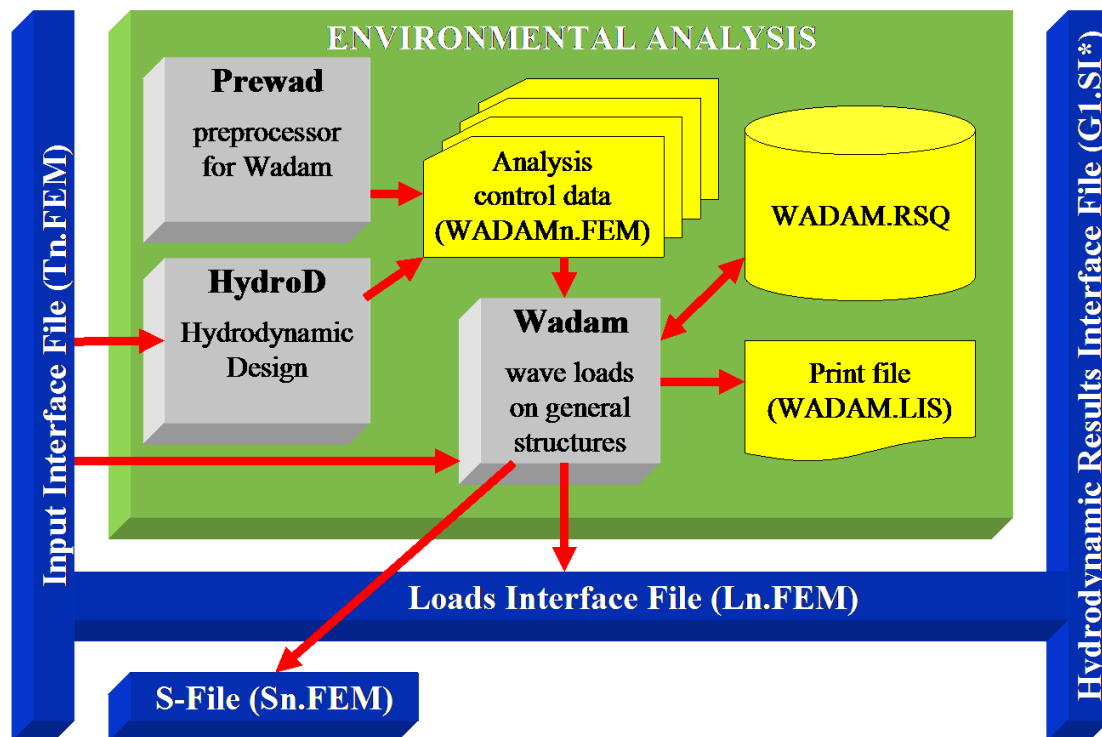 ENVIRONMENTAL ANALYSIS
Prewad
preprocessor
for Wadam
Analysis
control data
(WADAMn.FEM)
WADAM.RSQ
HydroD
Hydrodynamic
Design
Wadam
wave loads
on general
structures
Print file
(WADAM.LIS)
Input Interface File (Tn.FEM)
Hydrodynamic Results Interface File (G1.SI*)
Loads Interface File (Ln.FEM)
S-File (Sn.FEM)